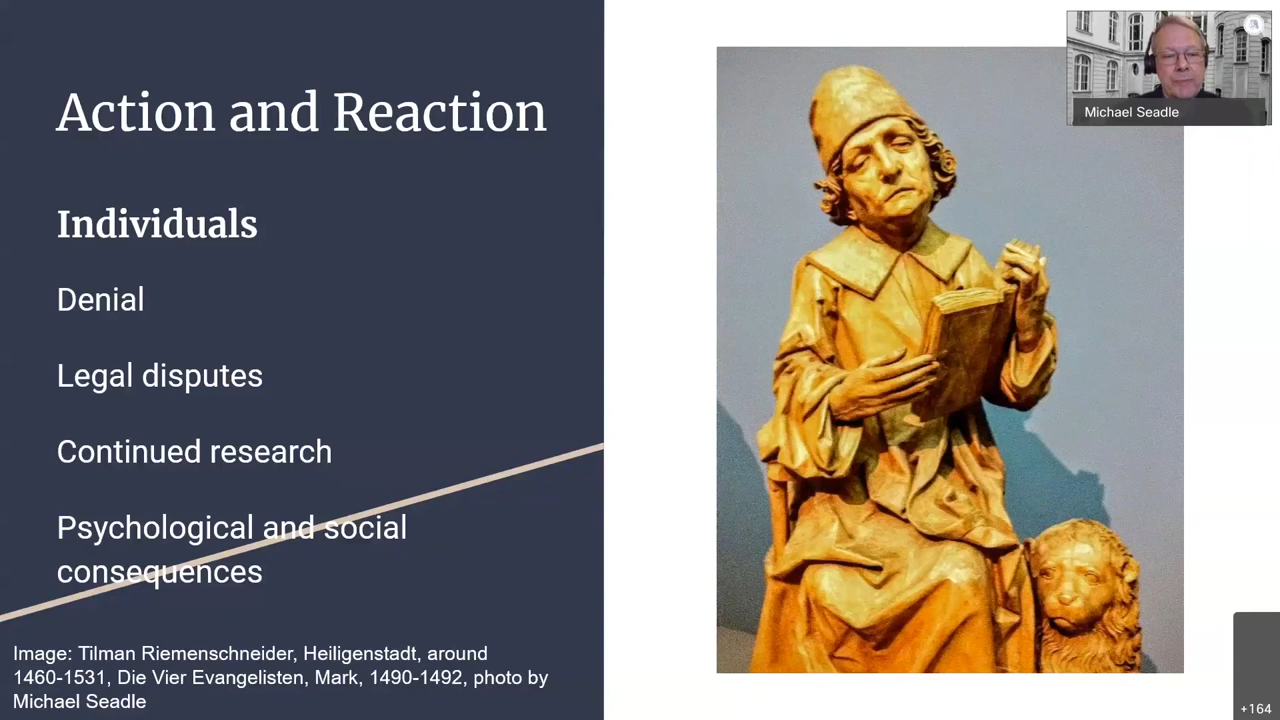 Action and Reaction
Individuals
Denial
Legal disputes
Continued research
Psychological and social
consequences
Image: Tilman Riemenschneider, Heiligenstadt, around
1460-1531, Die Vier Evangelisten, Mark, 1490-1492, photo by
Michael Seadle
Michael Seadle
+164